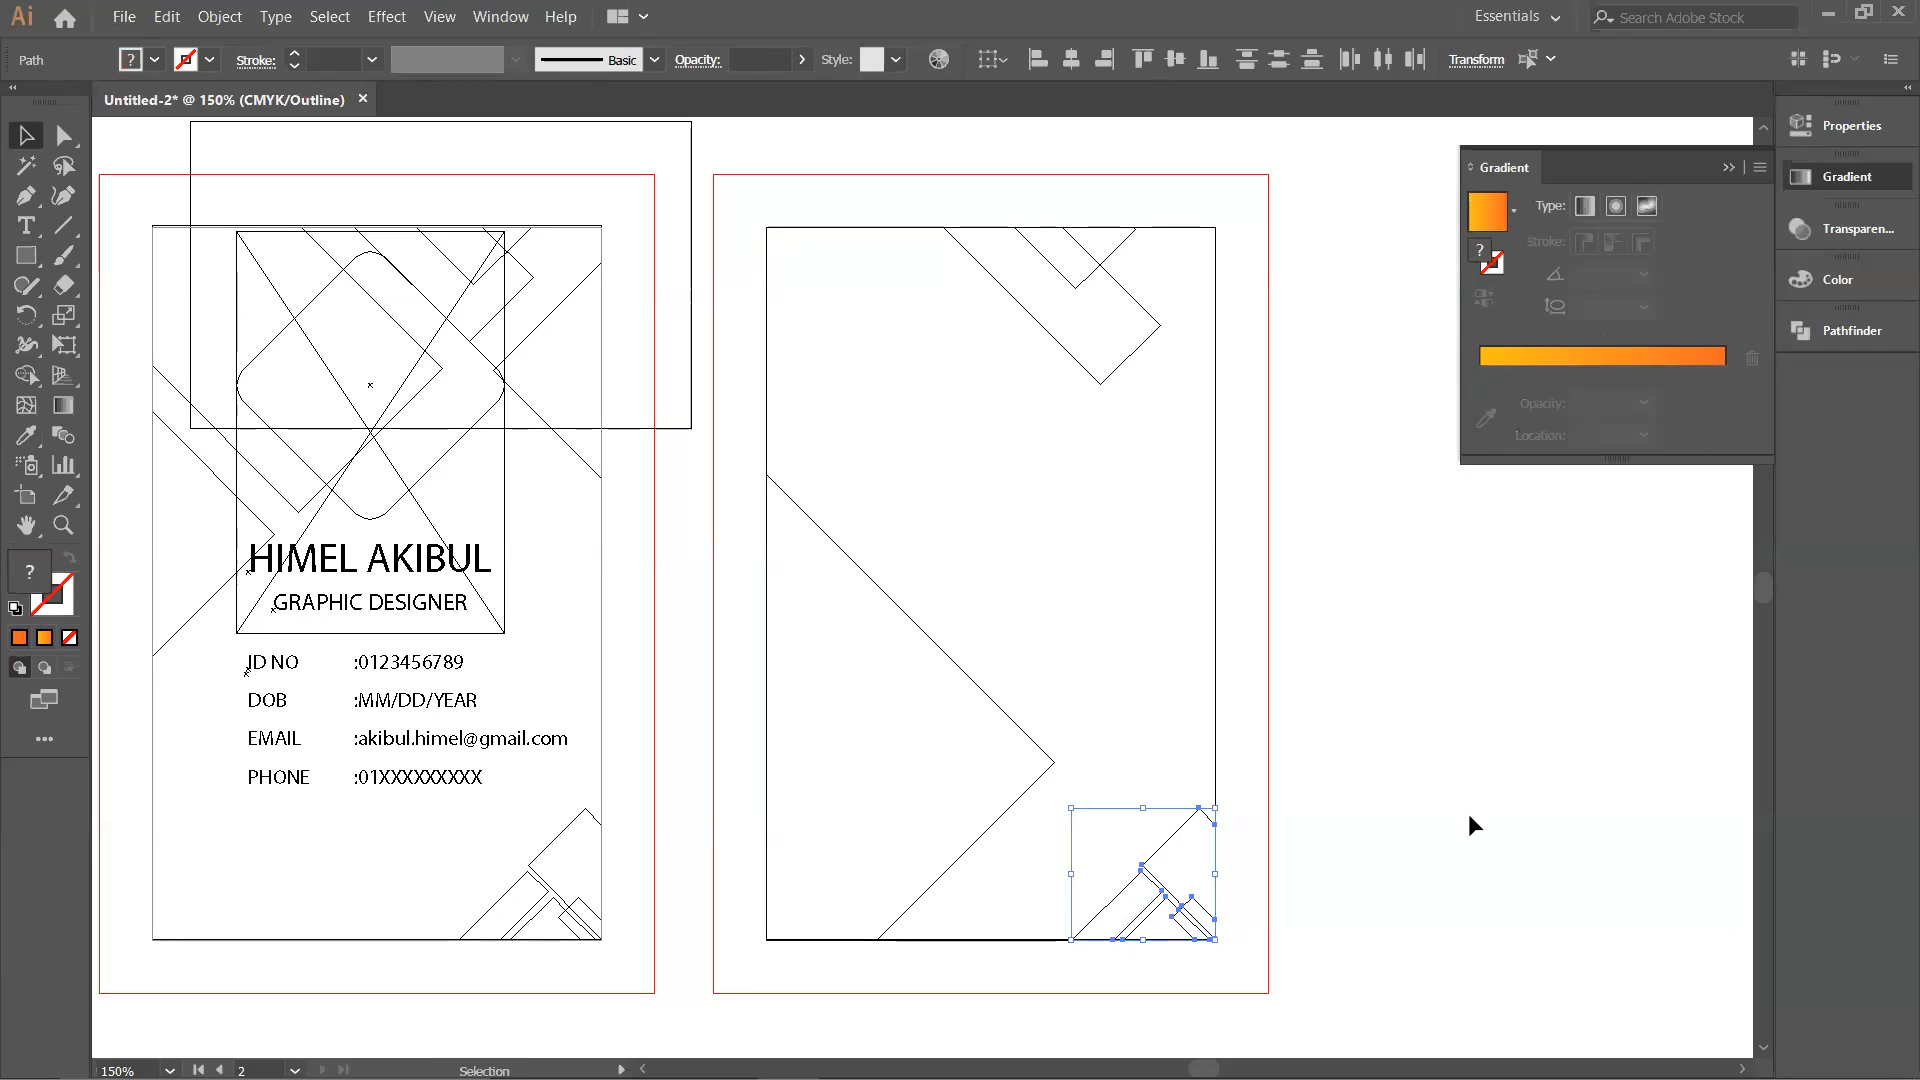 Ai File Edit Object Type Select Effect View Window Help Essentials Search Adobe Stock
Path ? Stroke: Basic Opacity: Style: Transform
Untitled-2* @ 150% (CMYK/Outline)
Properties
Gradient
Transparen...
Color
Pathfinder
Gradient
Type:
Stroke:
?
Opacity:
Location:
?
HIMEL AKIBUL
GRAPHIC DESIGNER
ID NO :0123456789
DOB :MM/DD/YEAR
EMAIL :akibul.himel@gmail.com
PHONE :01XXXXXXXXX
150% 2 Selection